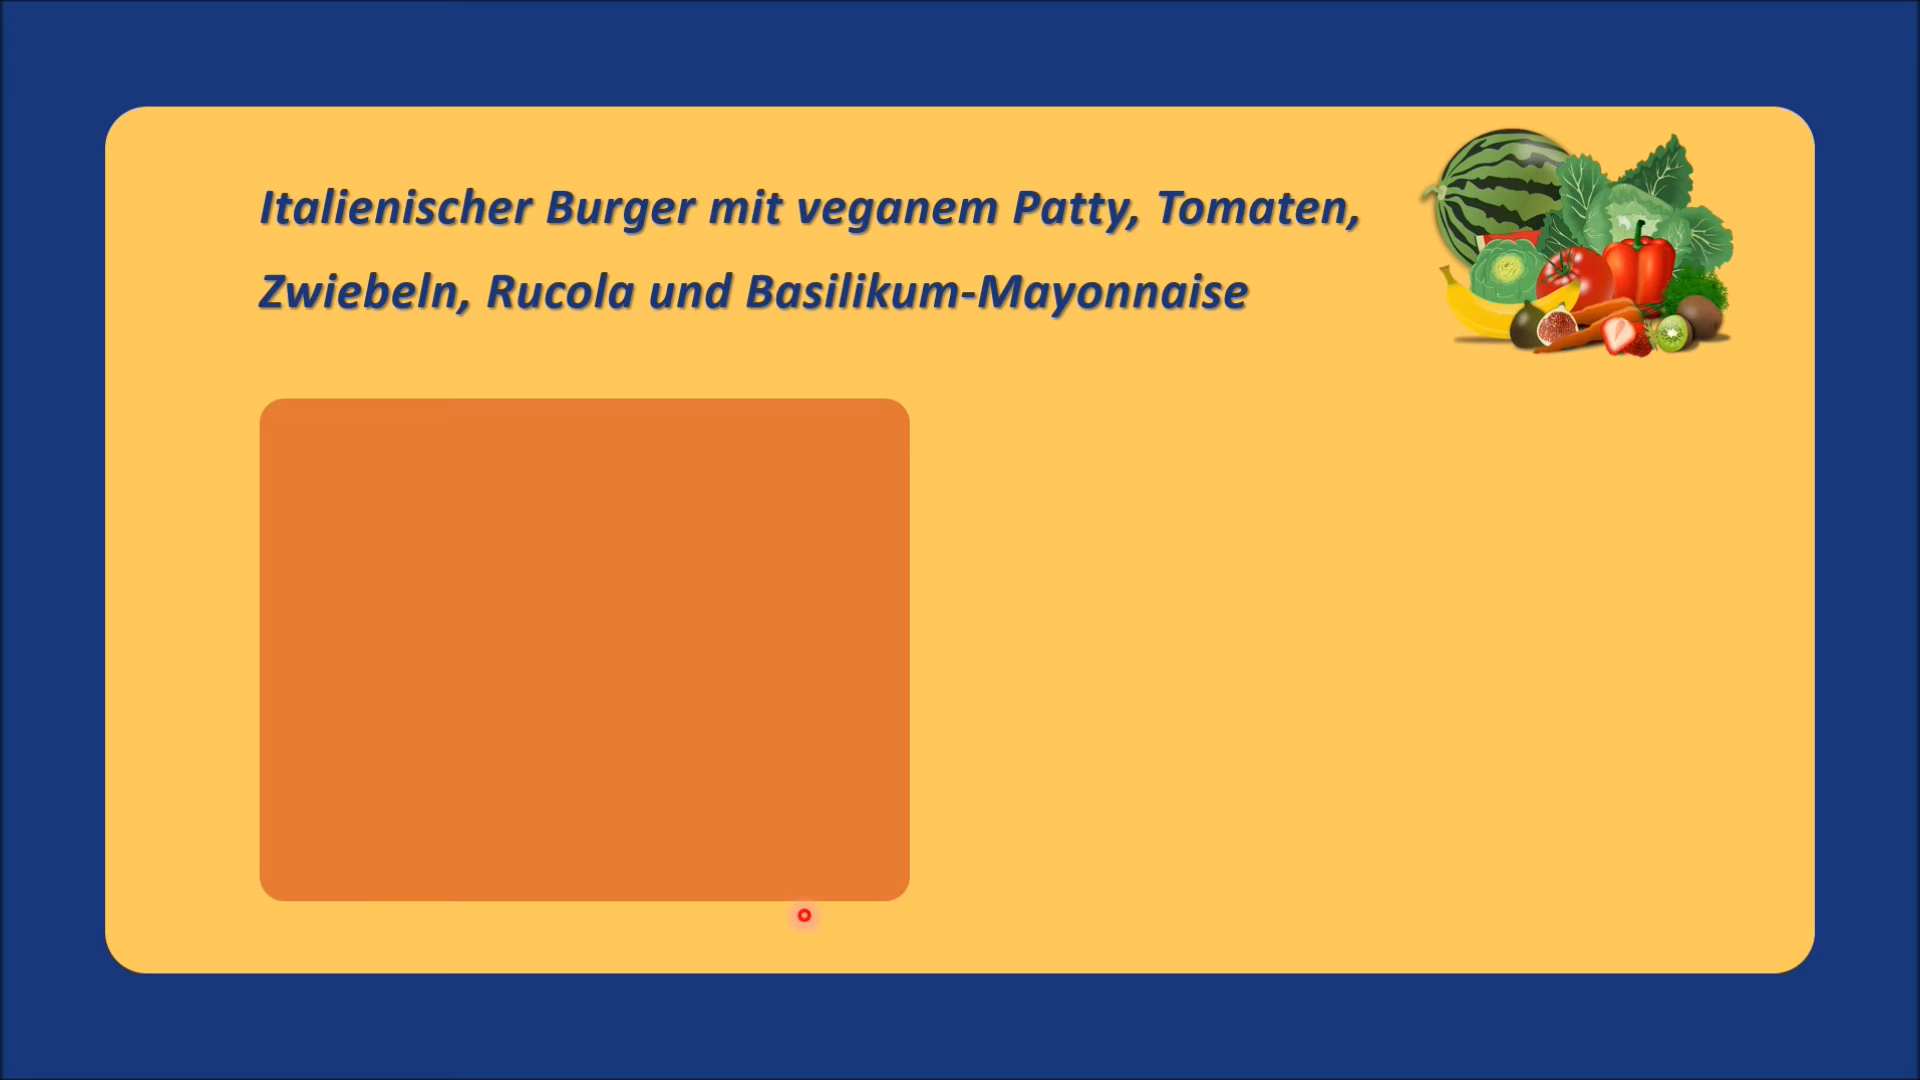 Italienischer Burger mit veganem Patty, Tomaten,
Zwiebeln, Rucola und Basilikum-Mayonnaise